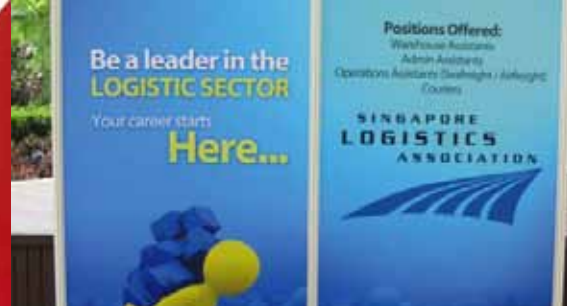 Be a leader in the
LOGISTIC SECTOR
Your career starts
Here...
Positions Offered:
Warehouse Assistants
Admin Assistants
Operations Assistants (Seafreight / Airfreight)
Couriers
SINGAPORE
LOGISTICS
ASSOCIATION